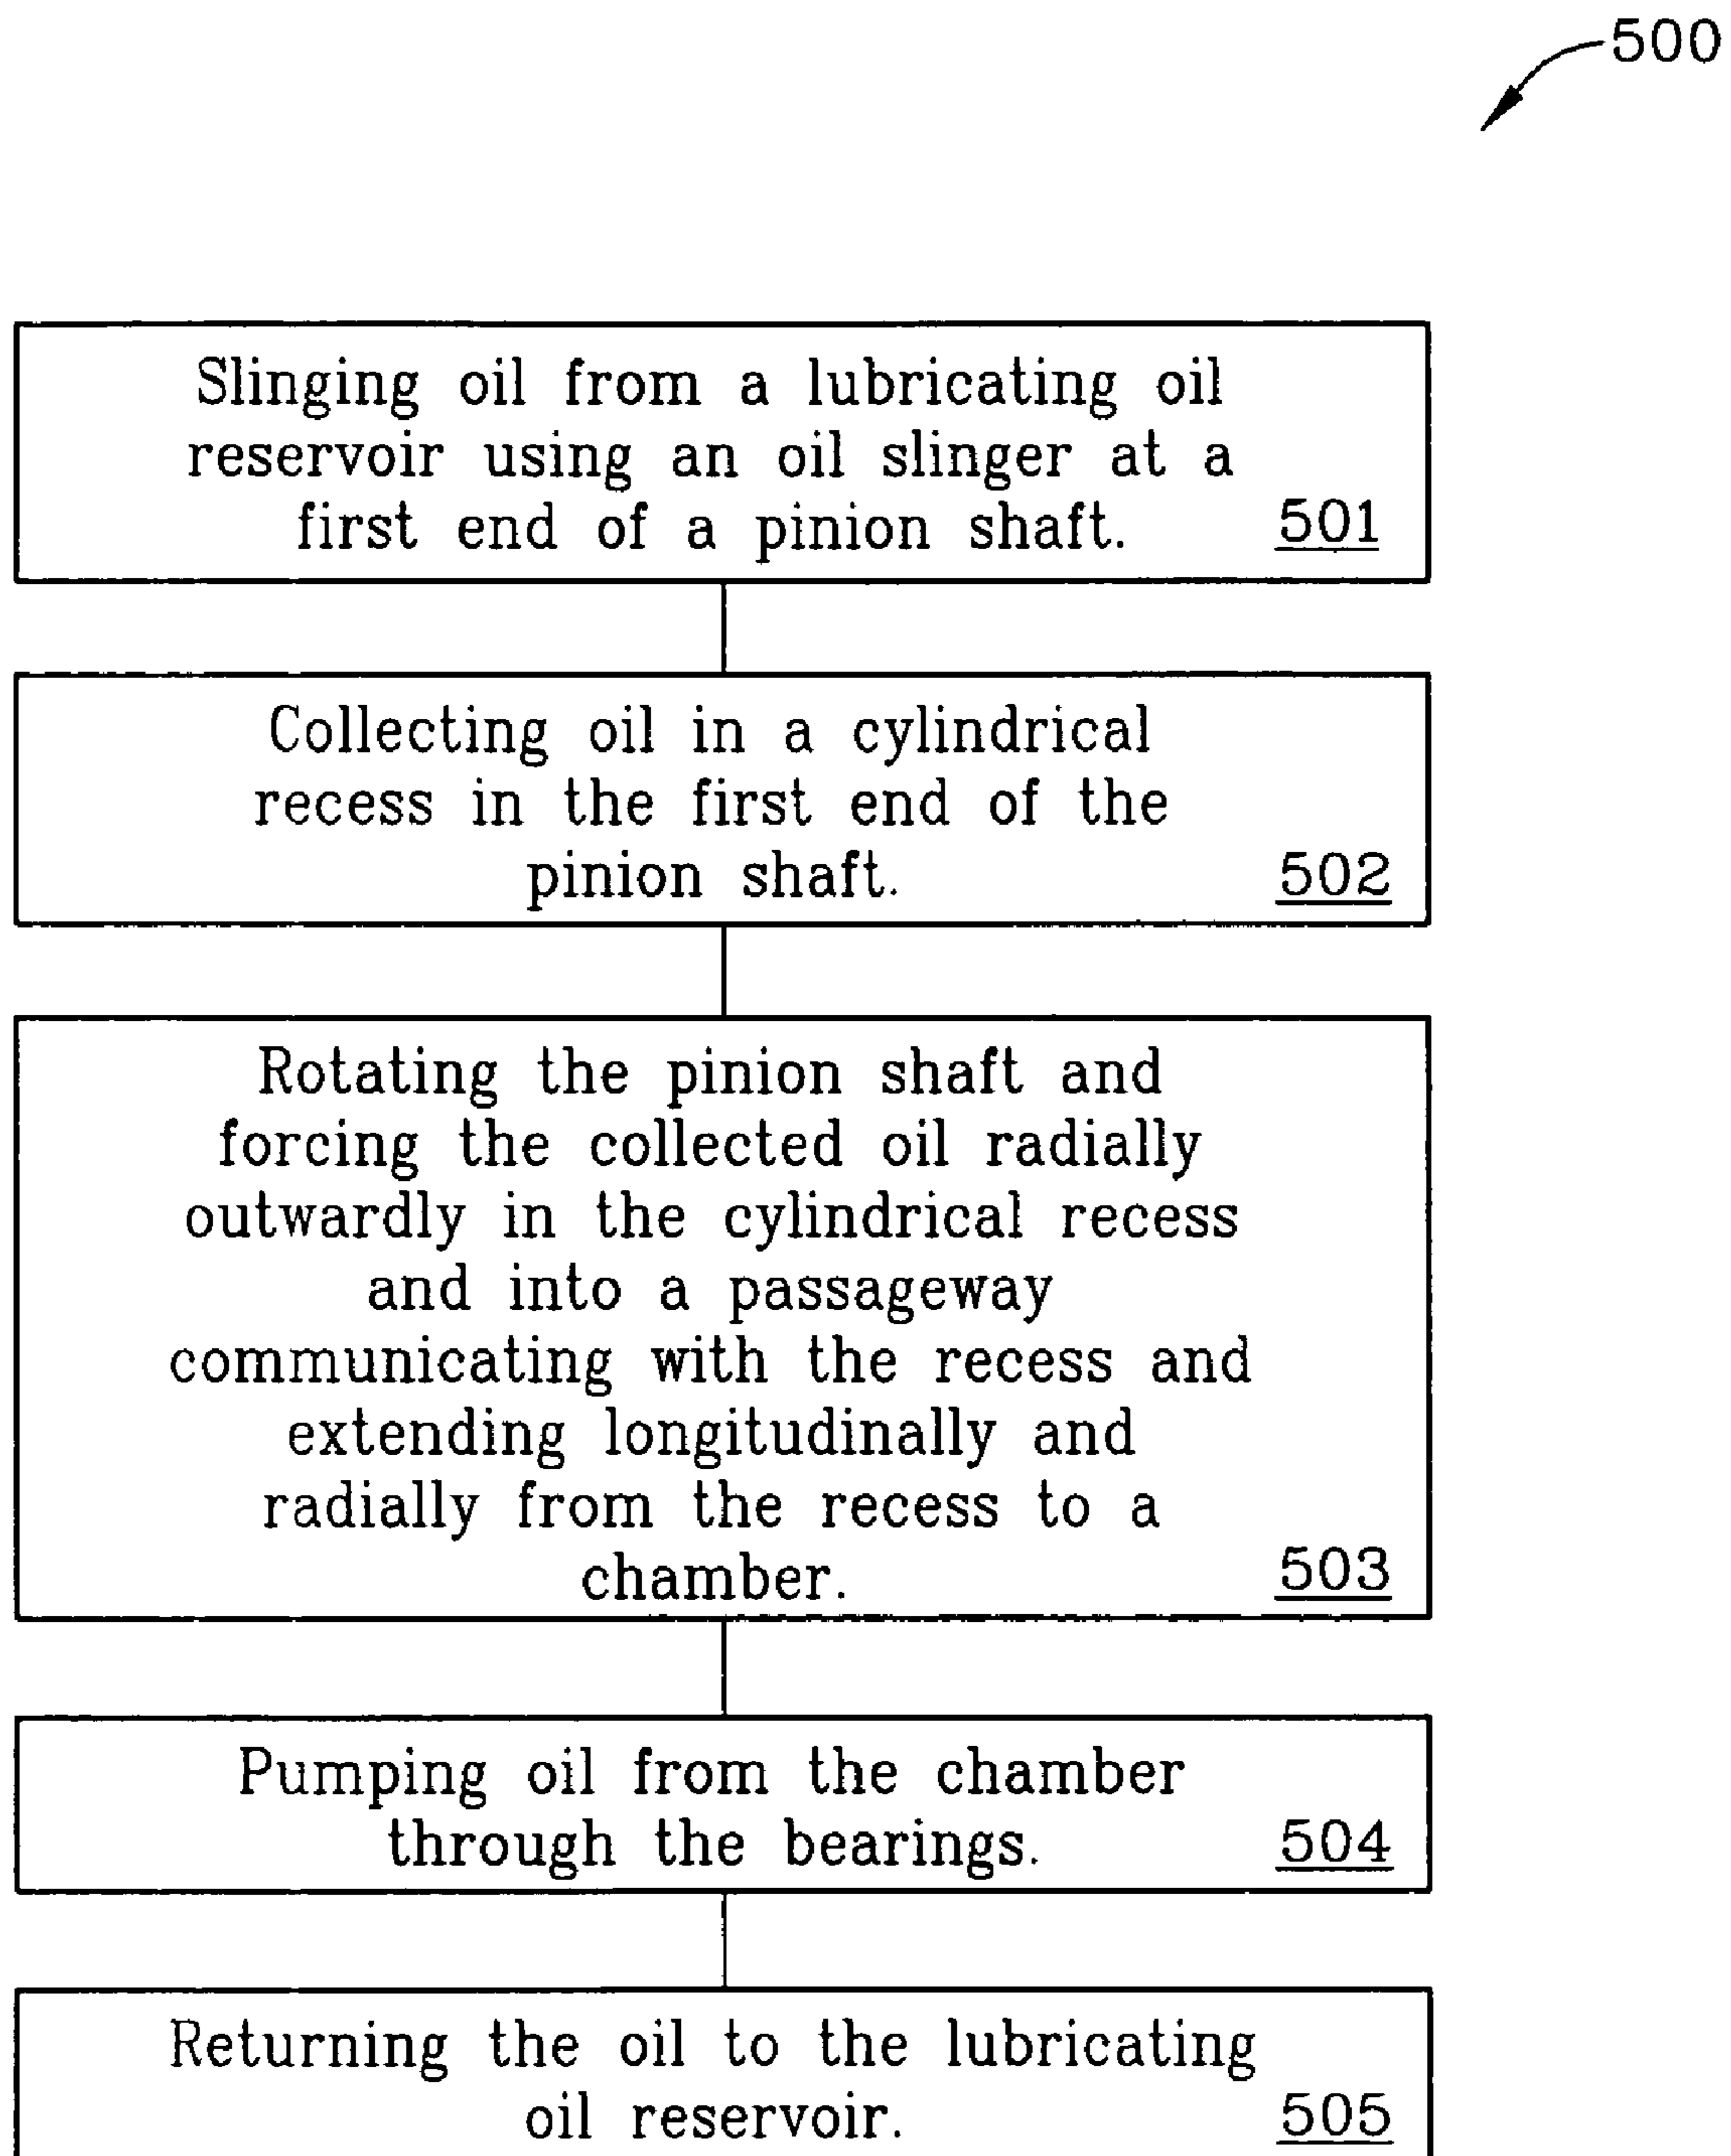 500
Slinging oil from a lubricating oil
reservoir using an oil slinger at a
first end of a pinion shaft.
501
Collecting oil in a cylindrical
recess in the first end of the
pinion shaft.
502
Rotating the pinion shaft and
forcing the collected oil radially
outwardly in the cylindrical recess
and into a passageway
communicating with the recess and
extending longitudinally and
radially from the recess to a
chamber.
503
Pumping oil from the chamber
through the bearings.
504
Returning the oil to the lubricating
oil reservoir.
505